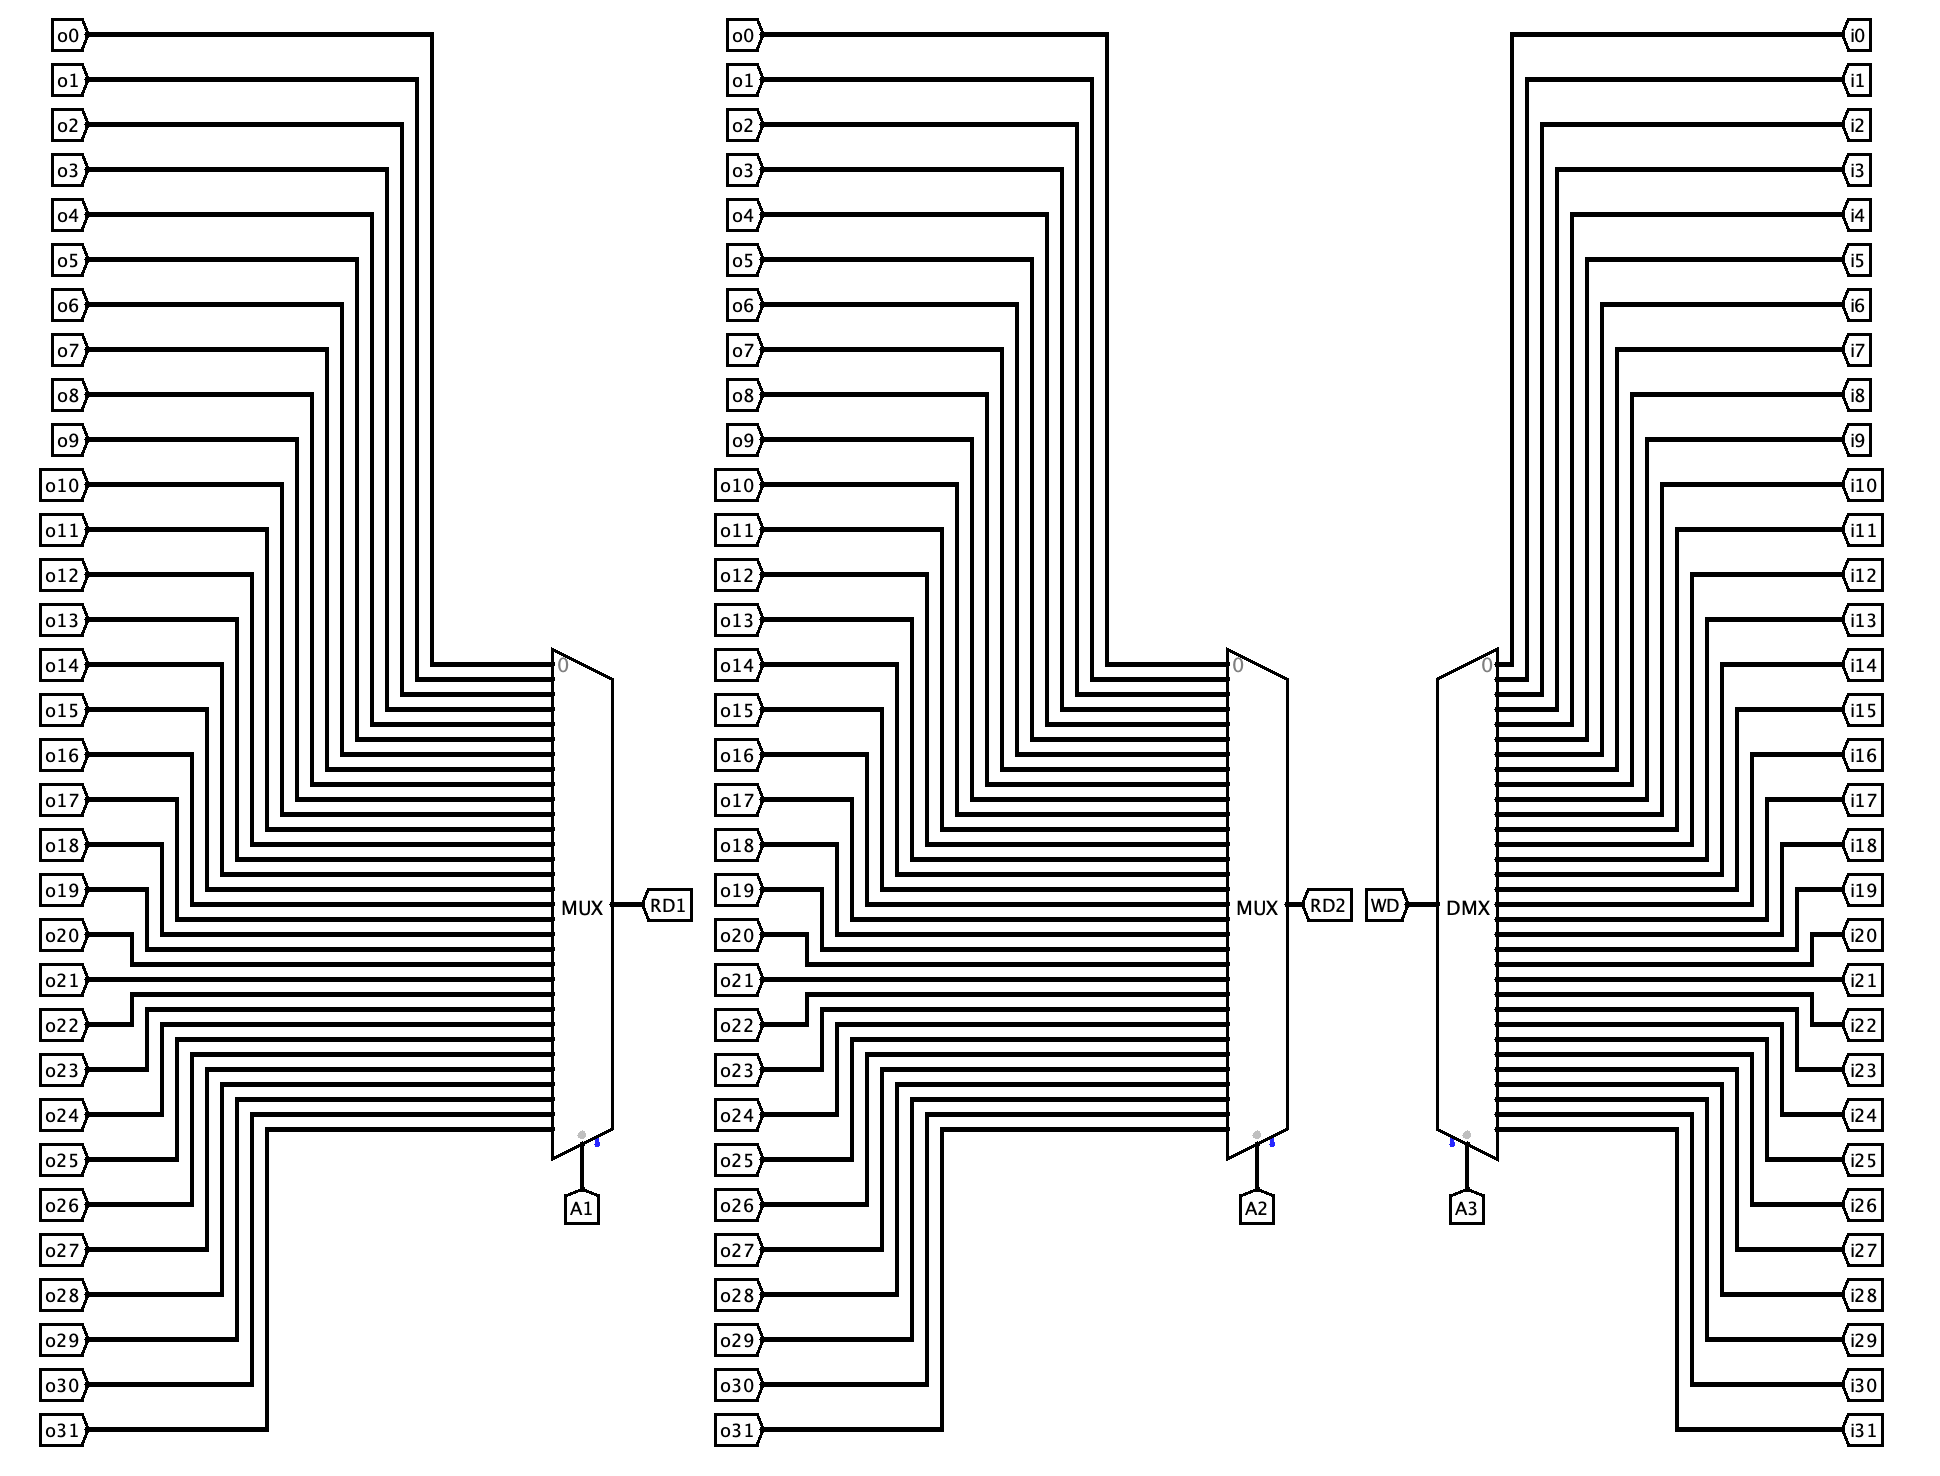 o0 o0 i0
o1 o1 i1
o2 o2 i2
o3 o3 i3
o4 o4 i4
o5 o5 i5
o6 o6 i6
o7 o7 i7
o8 o8 i8
o9 o9 i9
o10 o10 i10
o11 o11 i11
o12 o12 i12
o13 o13 i13
o14 0 o14 0 0 i14
o15 o15 i15
o16 o16 i16
o17 o17 i17
o18 o18 i18
o19 MUX RD1 o19 MUX RD2 WD DMX i19
o20 o20 i20
o21 o21 i21
o22 o22 i22
o23 o23 i23
o24 o24 i24
o25 o25 i25
o26 A1 o26 A2 A3 i26
o27 o27 i27
o28 o28 i28
o29 o29 i29
o30 o30 i30
o31 o31 i31